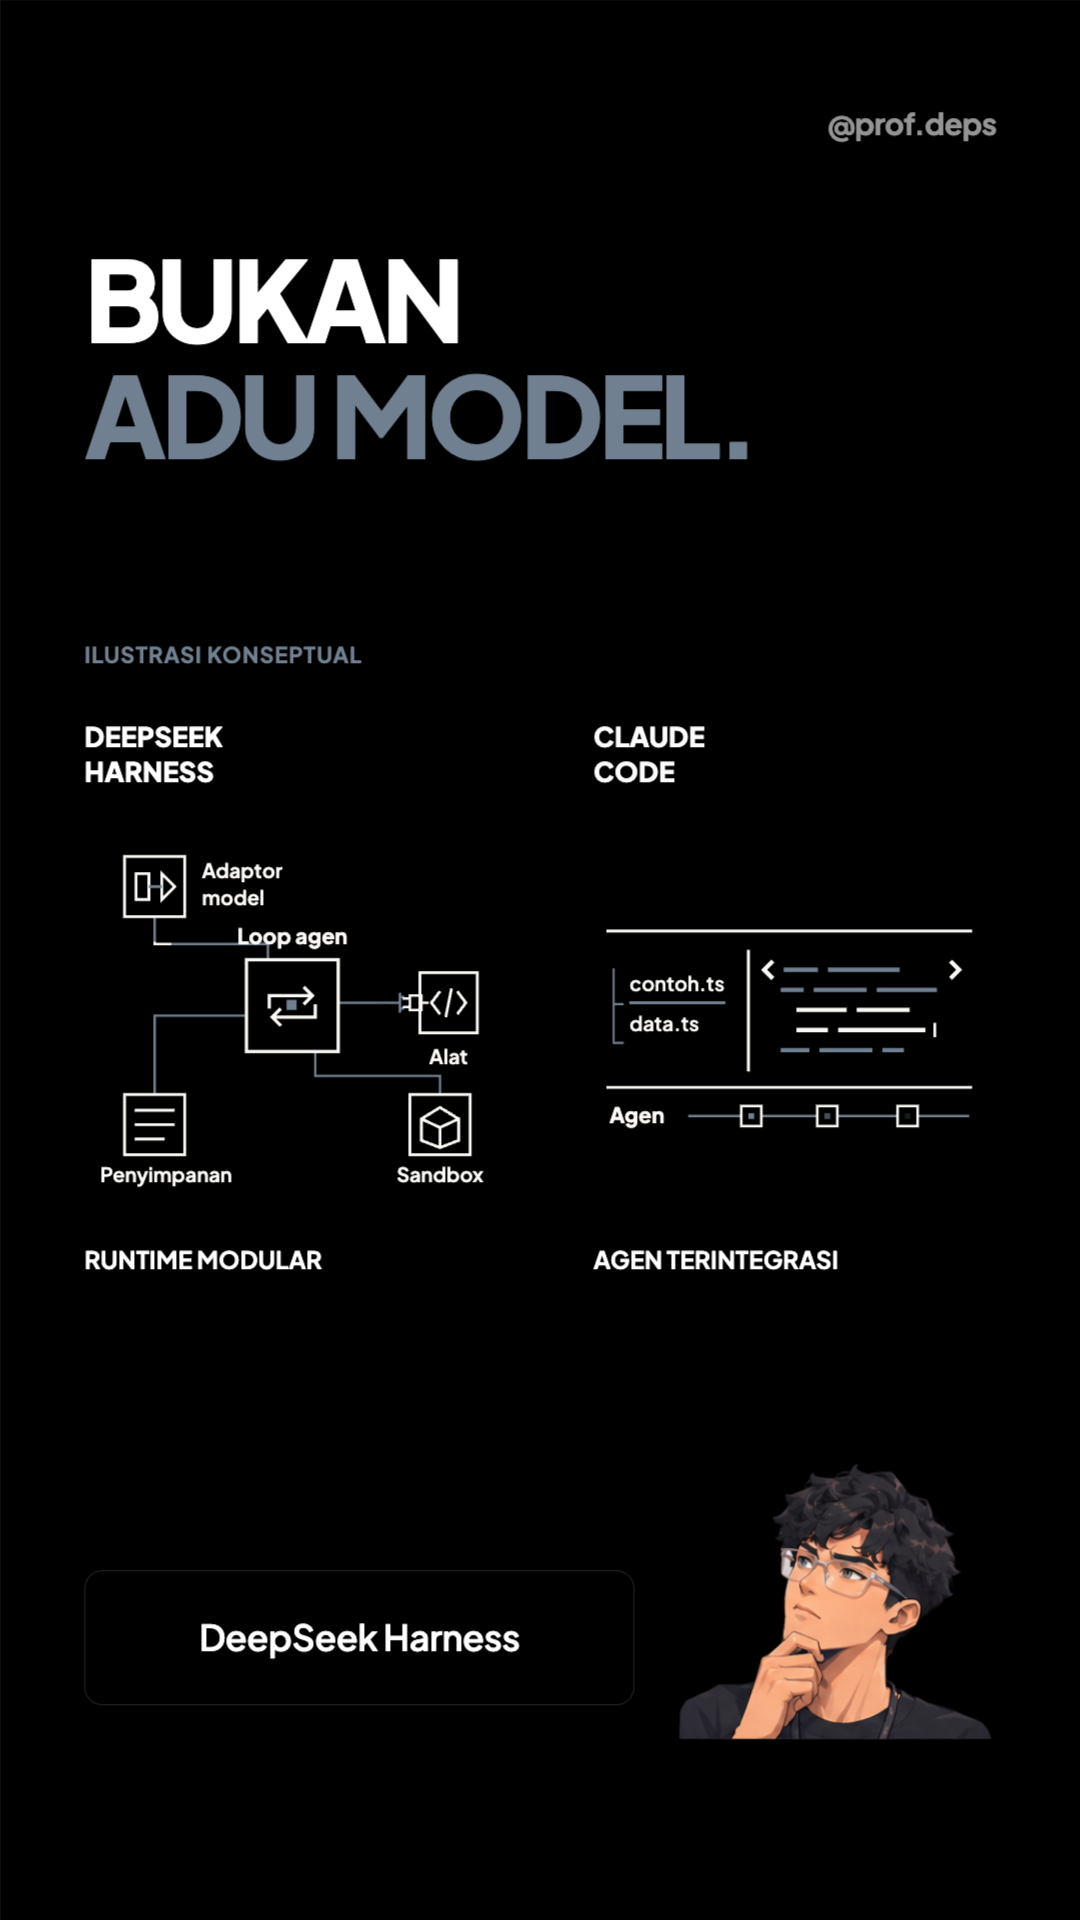 @prof.deps
BUKAN
ADU MODEL.
ILUSTRASI KONSEPTUAL
DEEPSEEK
HARNESS
Adaptor
model
Loop agen
Alat
Penyimpanan
Sandbox
RUNTIME MODULAR
CLAUDE
CODE
contoh.ts
data.ts
Agen
AGEN TERINTEGRASI
DeepSeek Harness